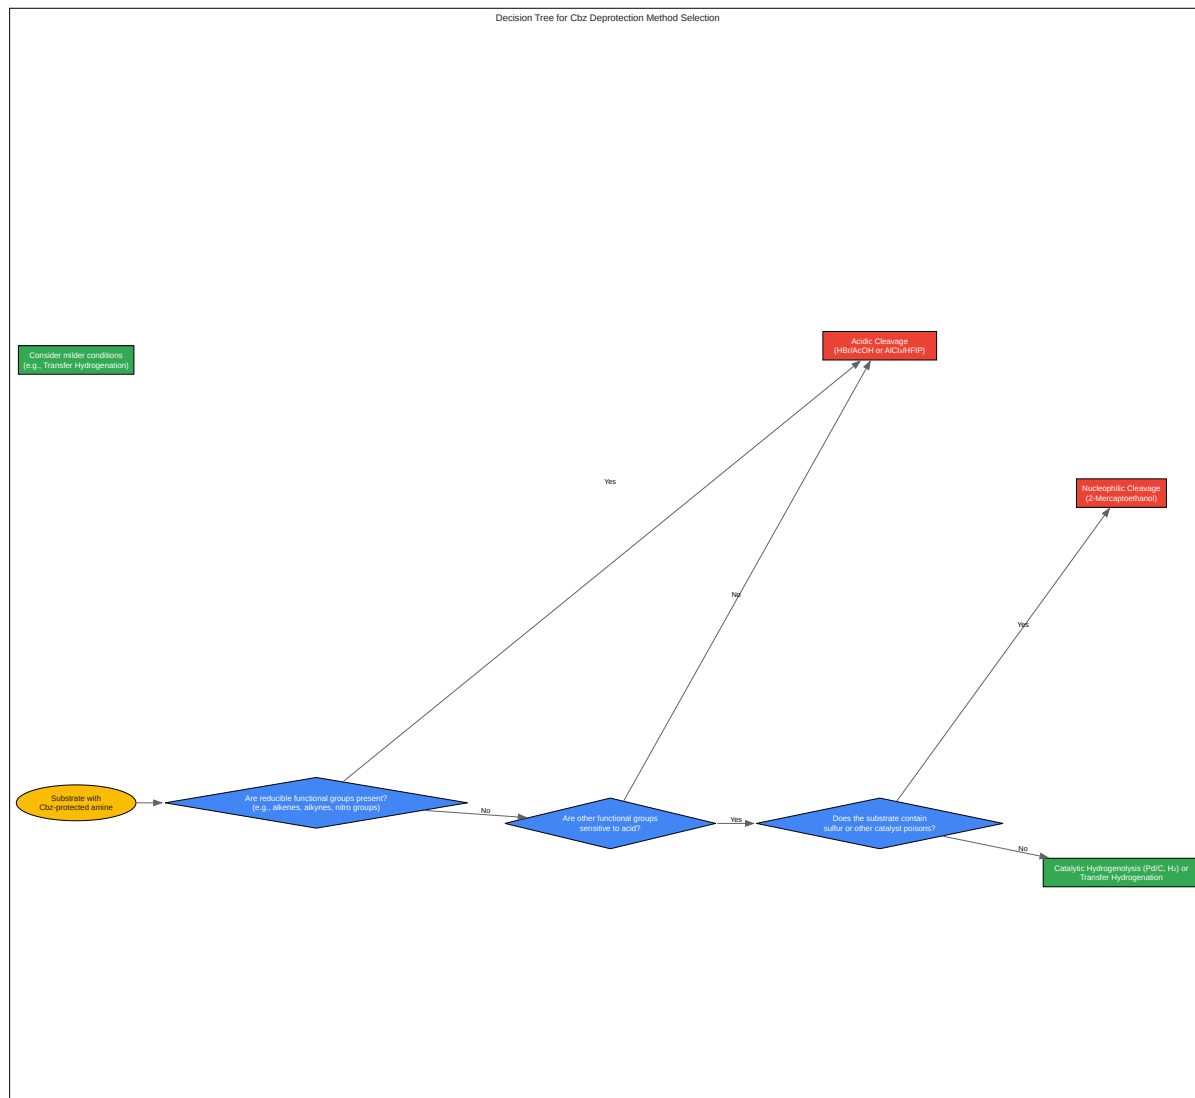 Decision Tree for Cbz Deprotection Method Selection
Acidic Cleavage
(HBr/AcOH or AlCl₃/HFIP)
Consider milder conditions
(e.g., Transfer Hydrogenation)
Yes
Nucleophilic Cleavage
(2-Mercaptoethanol)
No
Yes
Substrate with
Cbz-protected amine
Are reducible functional groups present?
(e.g., alkenes, alkynes, nitro groups)
No
Are other functional groups
sensitive to acid?
Yes
Does the substrate contain
sulfur or other catalyst poisons?
No
Catalytic Hydrogenolysis (Pd/C, H₂) or
Transfer Hydrogenation